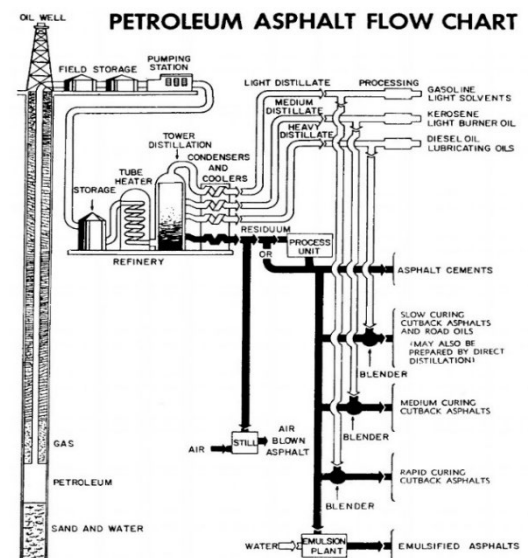 PETROLEUM ASPHALT FLOW CHART
OIL WELL
PUMPING
STATION
FIELD STORAGE
LIGHT DISTILLATE
PROCESSING
GASOLINE
LIGHT SOLVENTS
MEDIUM
DISTILLATE
KEROSENE
LIGHT BURNER OIL
HEAVY
DISTILLATE
DIESEL OIL
LUBRICATING OILS
TOWER
DISTILLATION
CONDENSERS
AND
COOLERS
TUBE
HEATER
STORAGE
REFINERY
RESIDUUM
OR
PROCESS
UNIT
ASPHALT CEMENTS
SLOW CURING
CUTBACK ASPHALTS
AND ROAD OILS
(MAY ALSO BE
PREPARED BY DIRECT
DISTILLATION)
BLENDER
MEDIUM CURING
CUTBACK ASPHALTS
BLENDER
AIR
STILL
AIR
BLOWN
ASPHALT
RAPID CURING
CUTBACK ASPHALTS
BLENDER
GAS
PETROLEUM
SAND AND WATER
WATER
EMULSION
PLANT
EMULSIFIED ASPHALTS